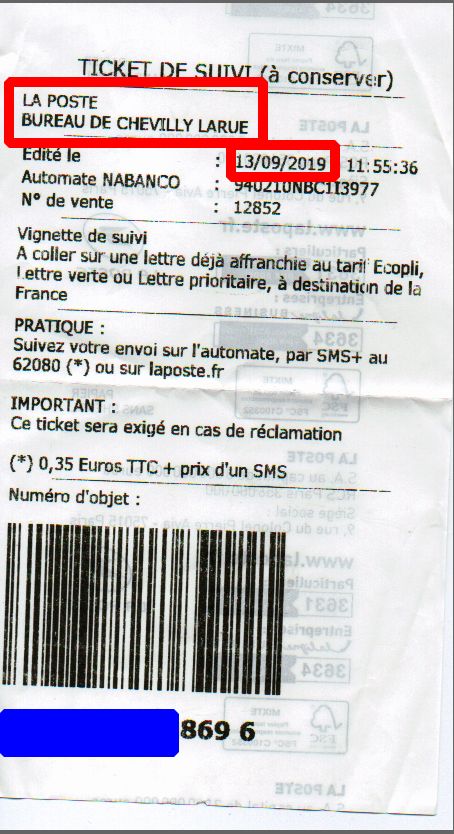 TICKET DE SUIVI (à conserver)
LA POSTE
BUREAU DE CHEVILLY LARUE
Edité le : 13/09/2019 11:55:36
Automate NABANCO : 940210NBC113977
N° de vente : 12852
Vignette de suivi
A coller sur une lettre déjà affranchie au tarif Ecopli,
Lettre verte ou Lettre prioritaire, à destination de la
France
PRATIQUE :
Suivez votre envoi sur l'automate, par SMS+ au
62080 (*) ou sur laposte.fr
IMPORTANT :
Ce ticket sera exigé en cas de réclamation
(*) 0,35 Euros TTC + prix d'un SMS
Numéro d'objet :
869 6